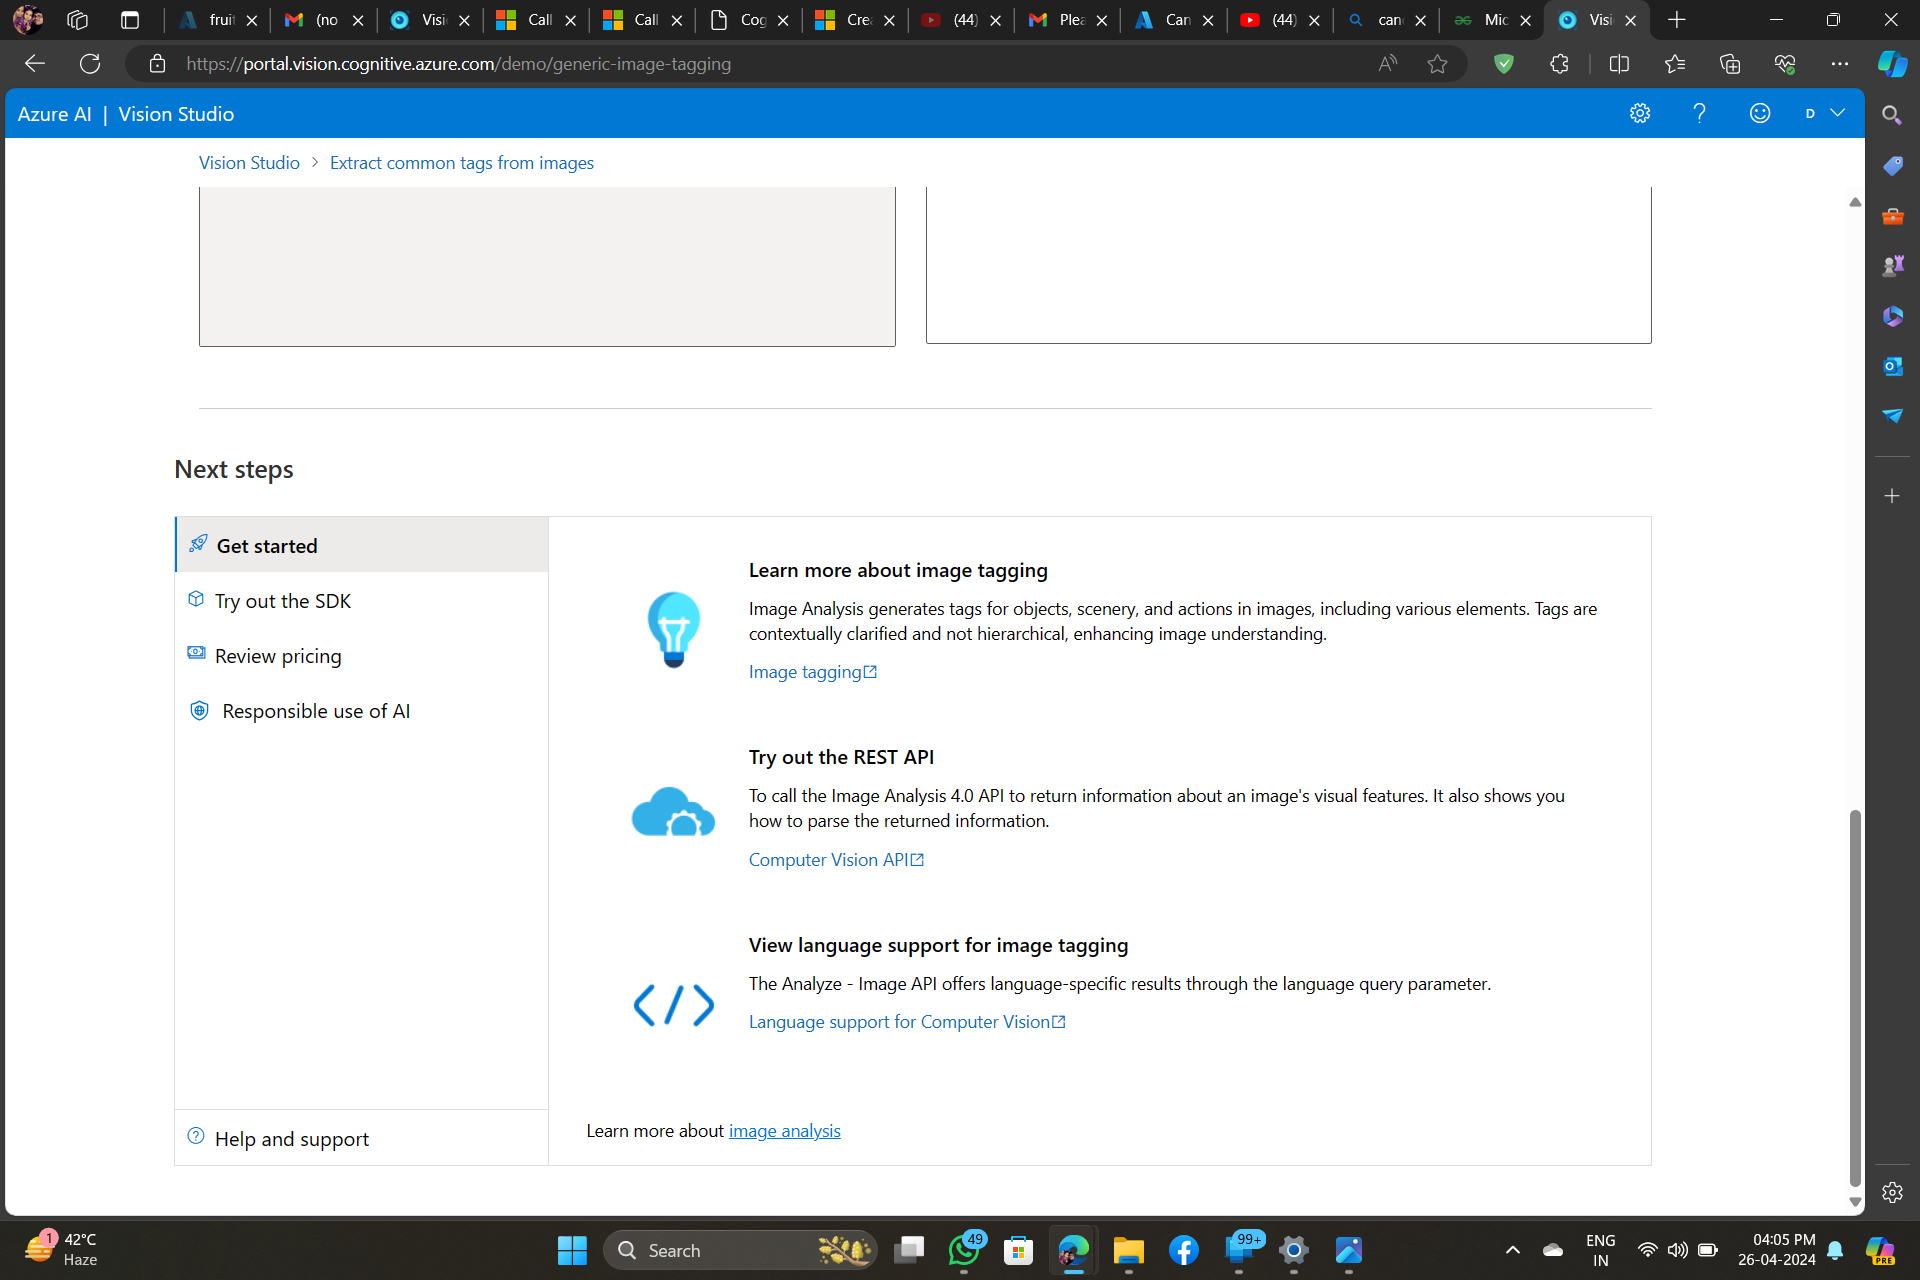 fruit
(no
Visi
Call
Call
Cog
Cre
(44)
Plea
Can
(44)
can
Mic
Visi
https://portal.vision.cognitive.azure.com/demo/generic-image-tagging
Azure AI | Vision Studio
D
Vision Studio > Extract common tags from images
Next steps
Get started
Try out the SDK
Review pricing
Responsible use of AI
Help and support
Learn more about image tagging
Image Analysis generates tags for objects, scenery, and actions in images, including various elements. Tags are
contextually clarified and not hierarchical, enhancing image understanding.
Image tagging
Try out the REST API
To call the Image Analysis 4.0 API to return information about an image's visual features. It also shows you
how to parse the returned information.
Computer Vision API
View language support for image tagging
The Analyze - Image API offers language-specific results through the language query parameter.
Language support for Computer Vision
Learn more about image analysis
1
42°C
Haze
Search
49
99+
ENG
IN
04:05 PM
26-04-2024
PRE